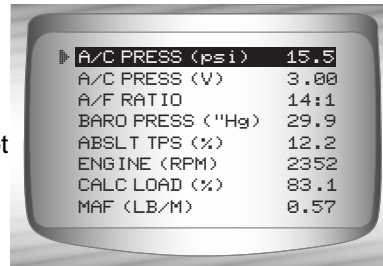 A/C PRESS (psi) 15.5
A/C PRESS (V) 3.00
A/F RATIO 14:1
BARO PRESS ("Hg) 29.9
ABSLT TPS (%) 12.2
ENGINE (RPM) 2352
CALC LOAD (%) 83.1
MAF (LB/M) 0.57